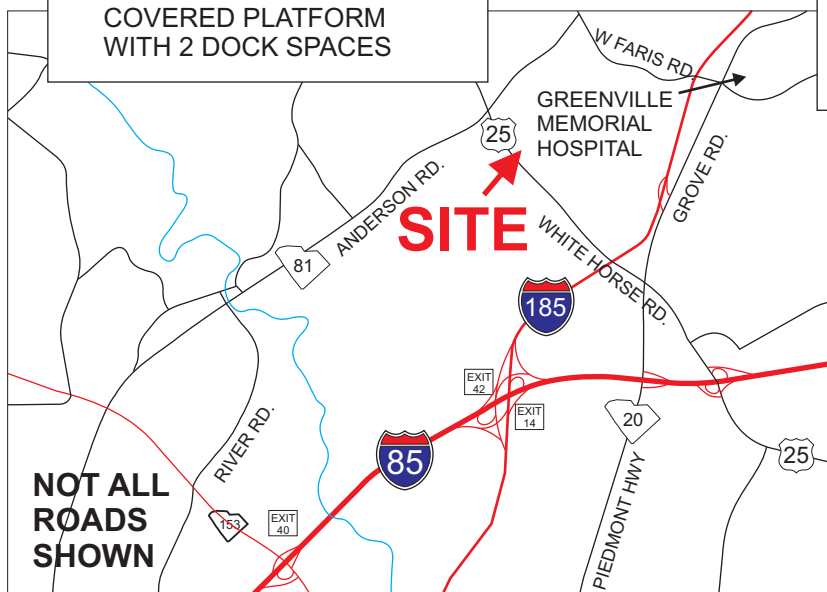 COVERED PLATFORM
WITH 2 DOCK SPACES
W FARIS RD.
GREENVILLE
MEMORIAL
HOSPITAL
25
GROVE RD.
ANDERSON RD.
SITE
WHITE HORSE RD.
81
185
EXIT
42
EXIT
14
20
RIVER RD.
85
25
NOT ALL
ROADS
SHOWN
153
EXIT
40
PIEDMONT HWY